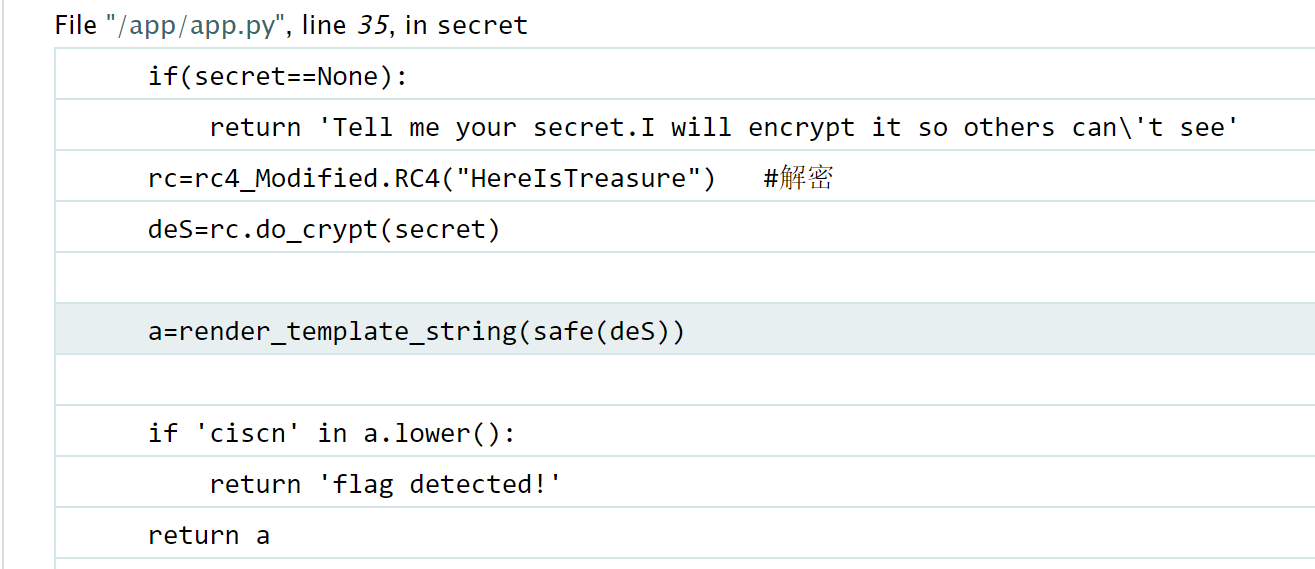 File "/app/app.py", line 35, in secret
if(secret==None):
return 'Tell me your secret.I will encrypt it so others can\'t see'
rc=rc4_Modified.RC4("HereIsTreasure")   #解密
deS=rc.do_crypt(secret)
a=render_template_string(safe(deS))
if 'ciscn' in a.lower():
return 'flag detected!'
return a